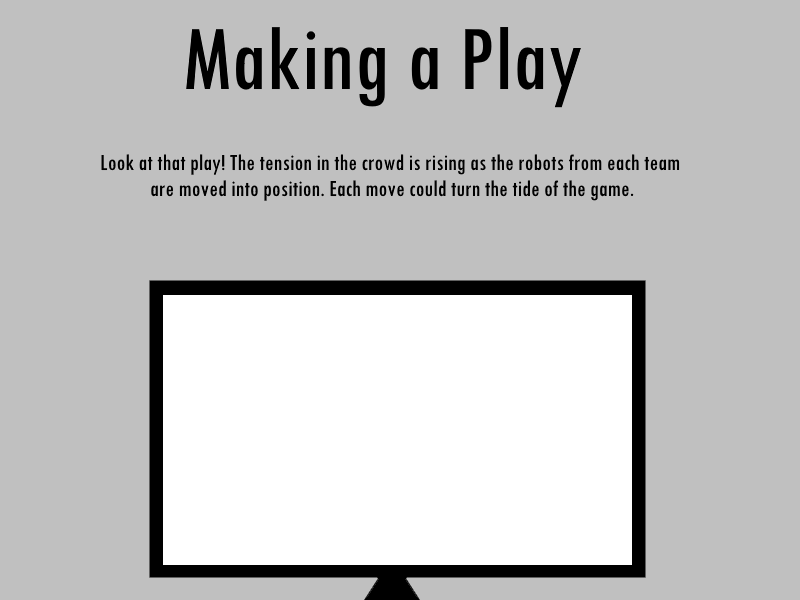 Making a Play
Look at that play! The tension in the crowd is rising as the robots from each team
are moved into position. Each move could turn the tide of the game.